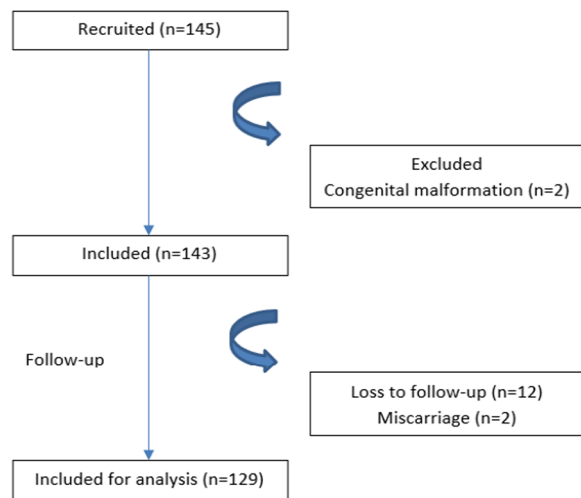 Recruited (n=145)
Excluded
Congenital malformation (n=2)
Included (n=143)
Follow-up
Loss to follow-up (n=12)
Miscarriage (n=2)
Included for analysis (n=129)